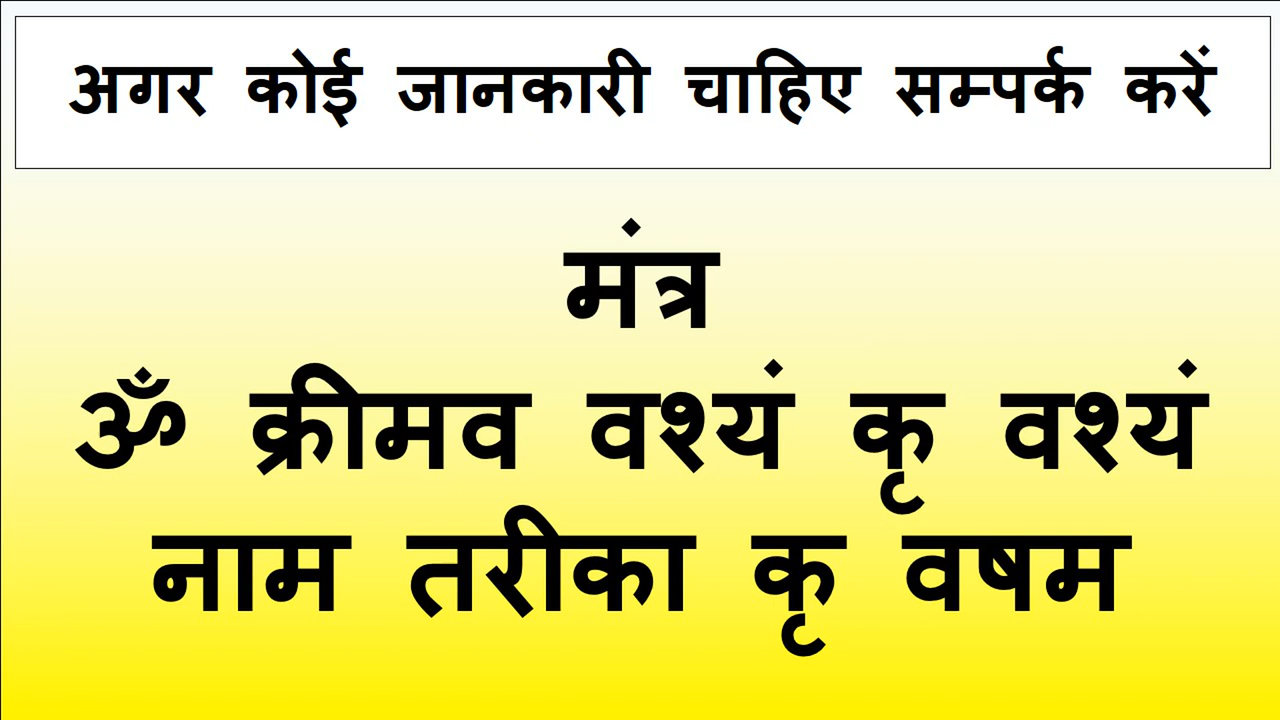 अगर कोई जानकारी चाहिए सम्पर्क करें
मंत्र
ॐ क्रीमव वश्यं कृ वश्यं
नाम तरीका कृ वषम